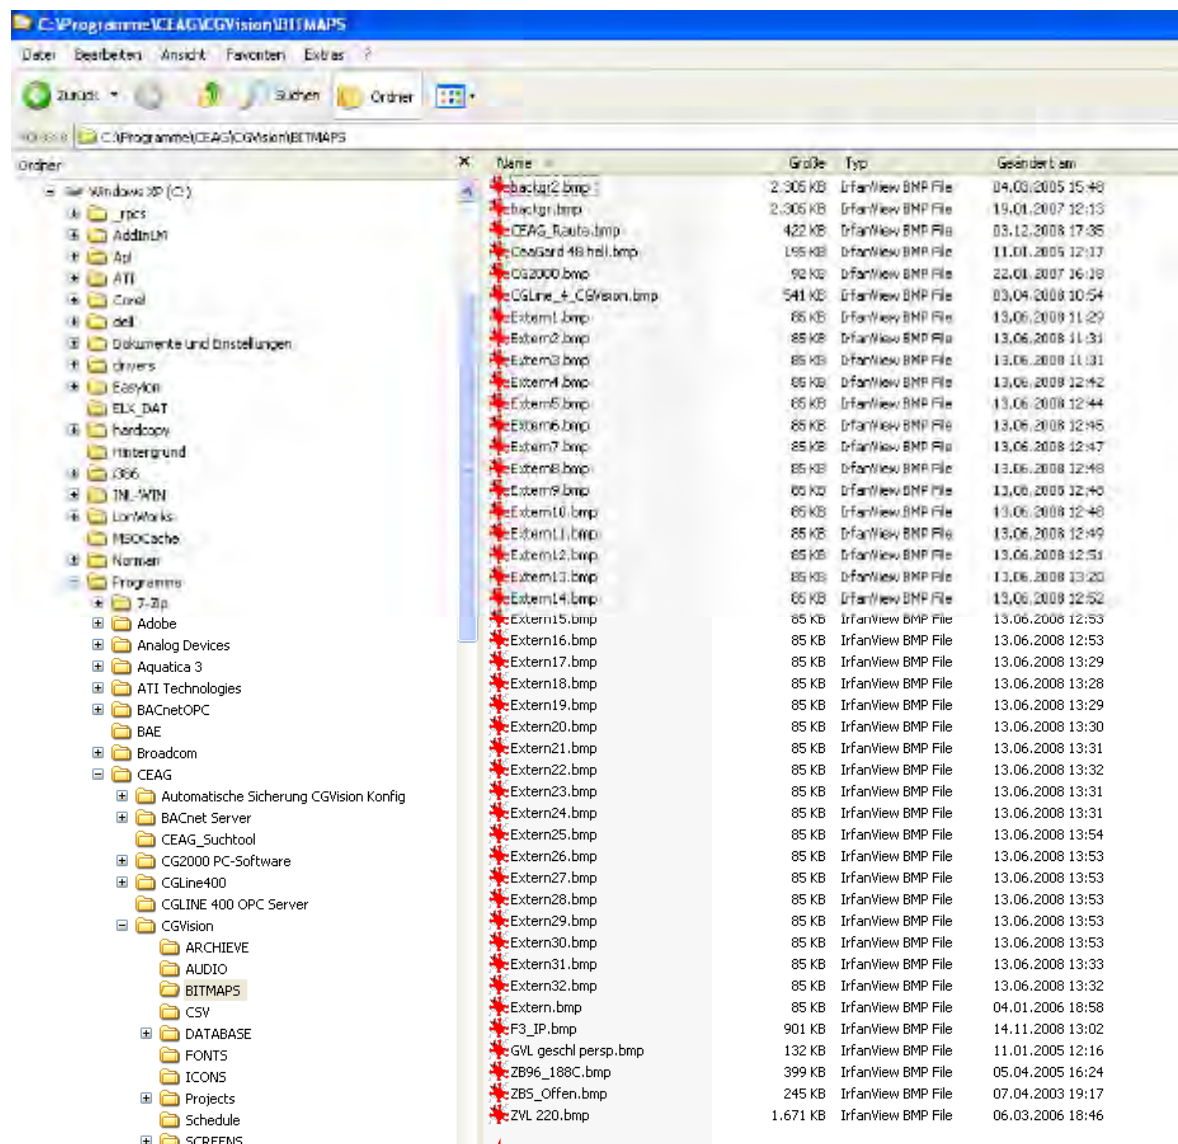 C:\Programme\CEAG\CGVision\BITMAPS
Datei Bearbeiten Ansicht Favoriten Extras ?
Zurück Suchen Ordner
C:\Programme\CEAG\CGVision\BITMAPS
Ordner
Windows XP (C:)
_rpcs
AddInLM
Apl
ATI
Corel
dell
Dokumente und Einstellungen
drivers
Easylon
ELX_DAT
hardcopy
Hintergrund
i386
INL-WIN
LonWorks
MSOCache
Norman
Programme
7-Zip
Adobe
Analog Devices
Aquatica 3
ATI Technologies
BACnetOPC
BAE
Broadcom
CEAG
Automatische Sicherung CGVision Konfig
BACnet Server
CEAG_Suchtool
CG2000 PC-Software
CGLine400
CGLINE 400 OPC Server
CGVision
ARCHIEVE
AUDIO
BITMAPS
CSV
DATABASE
FONTS
ICONS
Projects
Schedule
SCREENS
Name Größe Typ Geändert am
backgr2.bmp 2.305 KB IrfanView BMP File 04.03.2005 15:48
backgr.bmp 2.305 KB IrfanView BMP File 19.01.2007 12:13
CEAG_Raute.bmp 422 KB IrfanView BMP File 03.12.2008 17:35
CeaGard 48 hell.bmp 195 KB IrfanView BMP File 11.01.2005 12:17
CG2000.bmp 92 KB IrfanView BMP File 22.01.2007 16:18
CGLine_4_CGVision.bmp 541 KB IrfanView BMP File 03.04.2008 10:54
Extern1.bmp 85 KB IrfanView BMP File 13.06.2008 11:29
Extern2.bmp 85 KB IrfanView BMP File 13.06.2008 11:31
Extern3.bmp 85 KB IrfanView BMP File 13.06.2008 11:31
Extern4.bmp 85 KB IrfanView BMP File 13.06.2008 12:42
Extern5.bmp 85 KB IrfanView BMP File 13.06.2008 12:44
Extern6.bmp 85 KB IrfanView BMP File 13.06.2008 12:45
Extern7.bmp 85 KB IrfanView BMP File 13.06.2008 12:47
Extern8.bmp 85 KB IrfanView BMP File 13.06.2008 12:48
Extern9.bmp 85 KB IrfanView BMP File 13.06.2008
Extern10.bmp 85 KB IrfanView BMP File 13.06.2008 12:48
Extern11.bmp 85 KB IrfanView BMP File 13.06.2008 12:49
Extern12.bmp 85 KB IrfanView BMP File 13.06.2008 12:51
Extern13.bmp 85 KB IrfanView BMP File 13.06.2008 13:20
Extern14.bmp 85 KB IrfanView BMP File 13.06.2008 12:52
Extern15.bmp 85 KB IrfanView BMP File 13.06.2008 12:53
Extern16.bmp 85 KB IrfanView BMP File 13.06.2008 12:53
Extern17.bmp 85 KB IrfanView BMP File 13.06.2008 13:29
Extern18.bmp 85 KB IrfanView BMP File 13.06.2008 13:28
Extern19.bmp 85 KB IrfanView BMP File 13.06.2008 13:29
Extern20.bmp 85 KB IrfanView BMP File 13.06.2008 13:30
Extern21.bmp 85 KB IrfanView BMP File 13.06.2008 13:31
Extern22.bmp 85 KB IrfanView BMP File 13.06.2008 13:32
Extern23.bmp 85 KB IrfanView BMP File 13.06.2008 13:31
Extern24.bmp 85 KB IrfanView BMP File 13.06.2008 13:31
Extern25.bmp 85 KB IrfanView BMP File 13.06.2008 13:54
Extern26.bmp 85 KB IrfanView BMP File 13.06.2008 13:53
Extern27.bmp 85 KB IrfanView BMP File 13.06.2008 13:53
Extern28.bmp 85 KB IrfanView BMP File 13.06.2008 13:53
Extern29.bmp 85 KB IrfanView BMP File 13.06.2008 13:53
Extern30.bmp 85 KB IrfanView BMP File 13.06.2008 13:53
Extern31.bmp 85 KB IrfanView BMP File 13.06.2008 13:33
Extern32.bmp 85 KB IrfanView BMP File 13.06.2008 13:32
Extern.bmp 85 KB IrfanView BMP File 04.01.2006 18:58
F3_IP.bmp 901 KB IrfanView BMP File 14.11.2008 13:02
GVL geschl persp.bmp 132 KB IrfanView BMP File 11.01.2005 12:16
ZB96_188C.bmp 399 KB IrfanView BMP File 05.04.2005 16:24
ZBS_Offen.bmp 245 KB IrfanView BMP File 07.04.2003 19:17
ZVL 220.bmp 1.671 KB IrfanView BMP File 06.03.2006 18:46